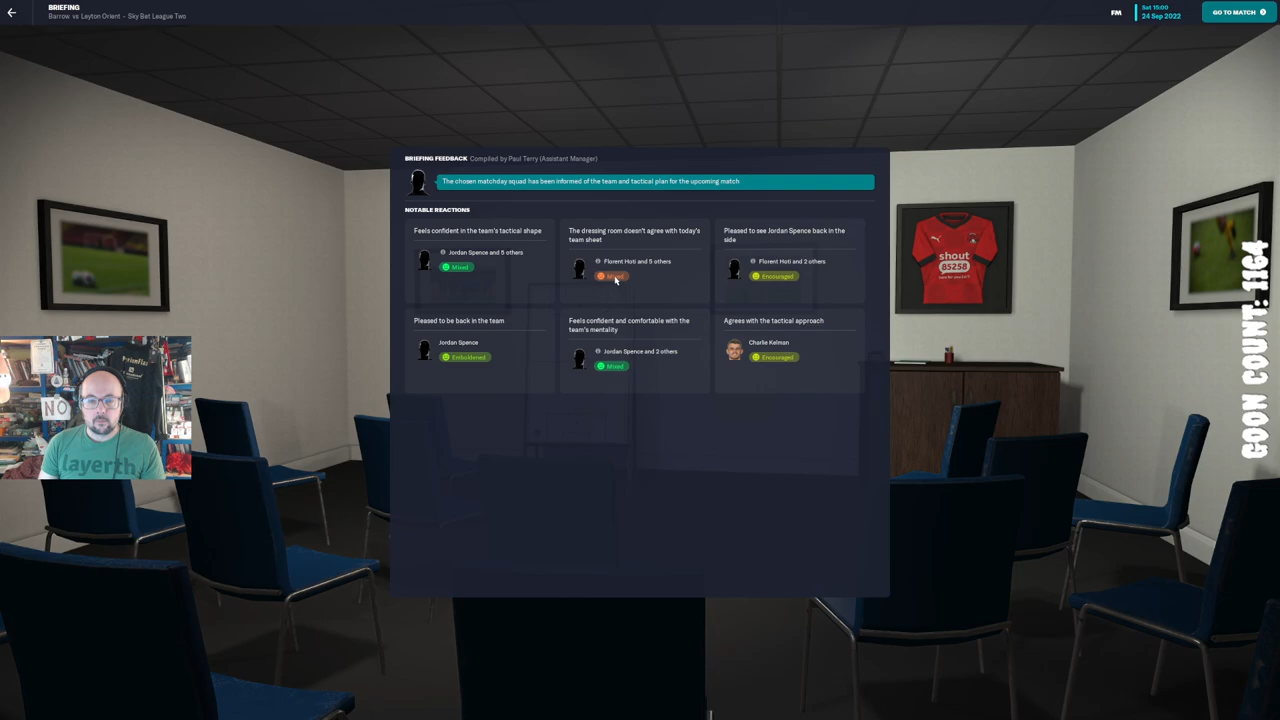 BRIEFING
Barrow vs Leyton Orient - Sky Bet League Two
FM
Sat 15:00
24 Sep 2022
GO TO MATCH
BRIEFING FEEDBACK Compiled by Paul Terry (Assistant Manager)
The chosen matchday squad has been informed of the team and tactical plan for the upcoming match
NOTABLE REACTIONS
Feels confident in the team's tactical shape
Jordan Spence and 5 others
Mixed
The dressing room doesn't agree with today's
team sheet
Florent Hoti and 5 others
Mixed
Pleased to see Jordan Spence back in the
side
Florent Hoti and 2 others
Encouraged
Pleased to be back in the team
Jordan Spence
Emboldened
Feels confident and comfortable with the
team's mentality
Jordan Spence and 2 others
Mixed
Agrees with the tactical approach
Charlie Kelman
Encouraged
shout
85258
NO
layerth
GOON COUNT: 1164